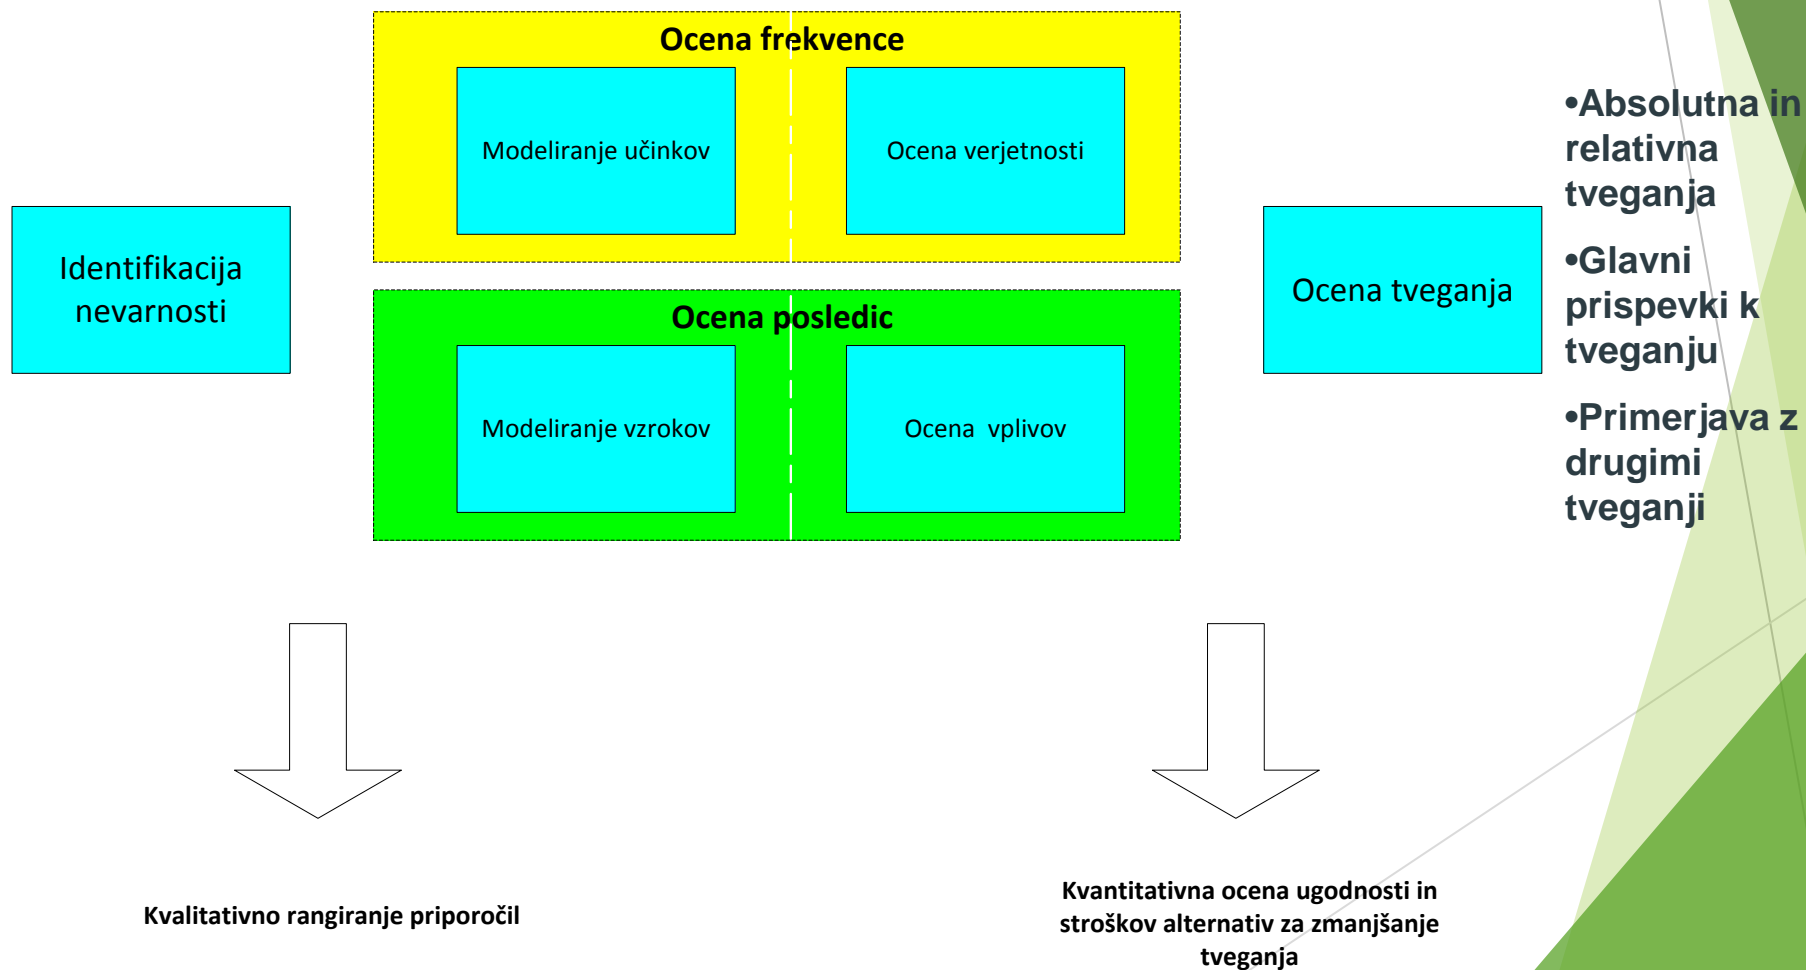 Ocena frekvence
Modeliranje učinkov
Ocena verjetnosti
Identifikacija
nevarnosti
Ocena posledic
Modeliranje vzrokov
Ocena vplivov
Ocena tveganja
•Absolutna in
relativna
tveganja
•Glavni
prispevki k
tveganju
•Primerjava z
drugimi
tveganji
Kvalitativno rangiranje priporočil
Kvantitativna ocena ugodnosti in
stroškov alternativ za zmanjšanje
tveganja